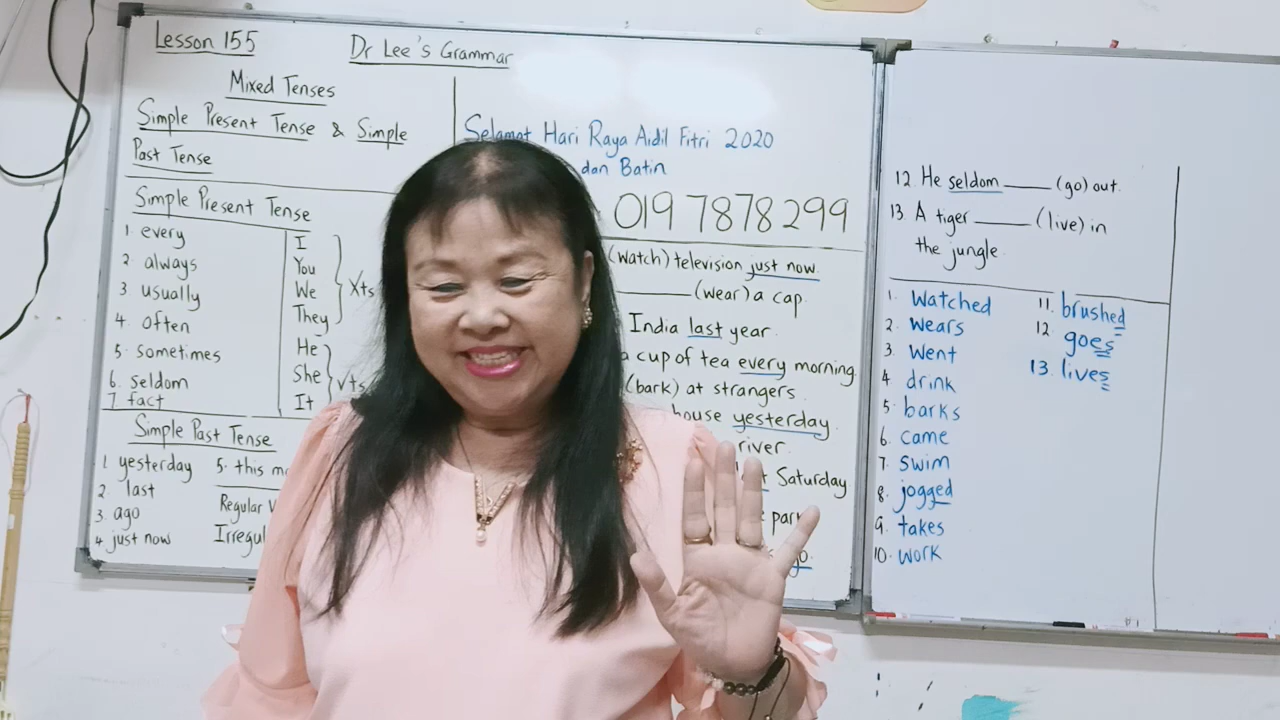 Lesson 155
Dr Lee's Grammar
Mixed Tenses
Simple Present Tense & Simple
Past Tense
Simple Present Tense
1. every
2 always
3 usually
4. often
5. sometimes
6. seldom
7. fact
I
You
We
They
Xts
He
She
It
Vts
Simple Past Tense
1. yesterday
2. last
3. ago
4. just now
5. this
Regular
Selamat Hari Raya Aidil Fitri 2020
dan Batin
019 7878299
(watch) television just now.
______ (wear) a cap.
India last year.
a cup of tea every morning.
(bark) at strangers.
house yesterday.
river.
Saturday
12. He seldom ____ (go) out.
13. A tiger ____ (live) in
the jungle.
1. watched
2. wears
3. went
4 drink
5. barks
6. came
7. swim
8. jogged
9. takes
10. work
11. brushed
12. goes
13. lives